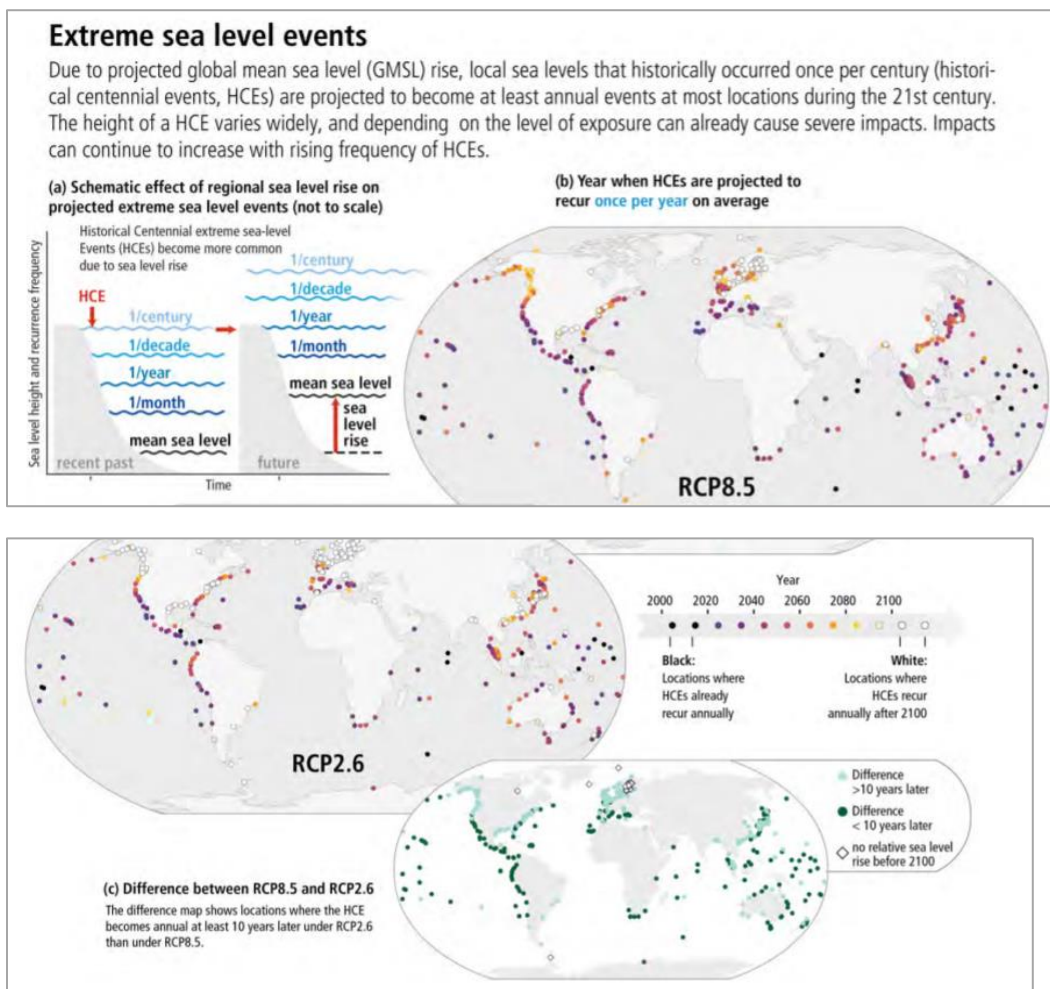 Extreme sea level events
Due to projected global mean sea level (GMSL) rise, local sea levels that historically occurred once per century (histori-
cal centennial events, HCEs) are projected to become at least annual events at most locations during the 21st century.
The height of a HCE varies widely, and depending on the level of exposure can already cause severe impacts. Impacts
can continue to increase with rising frequency of HCEs.
(a) Schematic effect of regional sea level rise on
projected extreme sea level events (not to scale)
Historical Centennial extreme sea-level
Events (HCEs) become more common
due to sea level rise
Sea level height and recurrence frequency
HCE
1/century
1/decade
1/year
1/month
mean sea level
recent past
1/century
1/decade
1/year
1/month
mean sea level
sea
level
rise
future
Time
(b) Year when HCEs are projected to
recur once per year on average
RCP8.5
RCP2.6
Year
2000 2020 2040 2060 2080 2100
Black:
Locations where
HCEs already
recur annually
White:
Locations where
HCEs recur
annually after 2100
(c) Difference between RCP8.5 and RCP2.6
The difference map shows locations where the HCE
becomes annual at least 10 years later under RCP2.6
than under RCP8.5.
Difference
>10 years later
Difference
< 10 years later
no relative sea level
rise before 2100